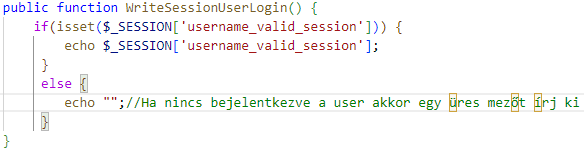 public function WriteSessionUserLogin() {
    if(isset($_SESSION['username_valid_session'])) {
        echo $_SESSION['username_valid_session'];
     }
     else {
        echo "";//Ha nincs bejelentkezve a user akkor egy üres mezőt írj ki
     }
}